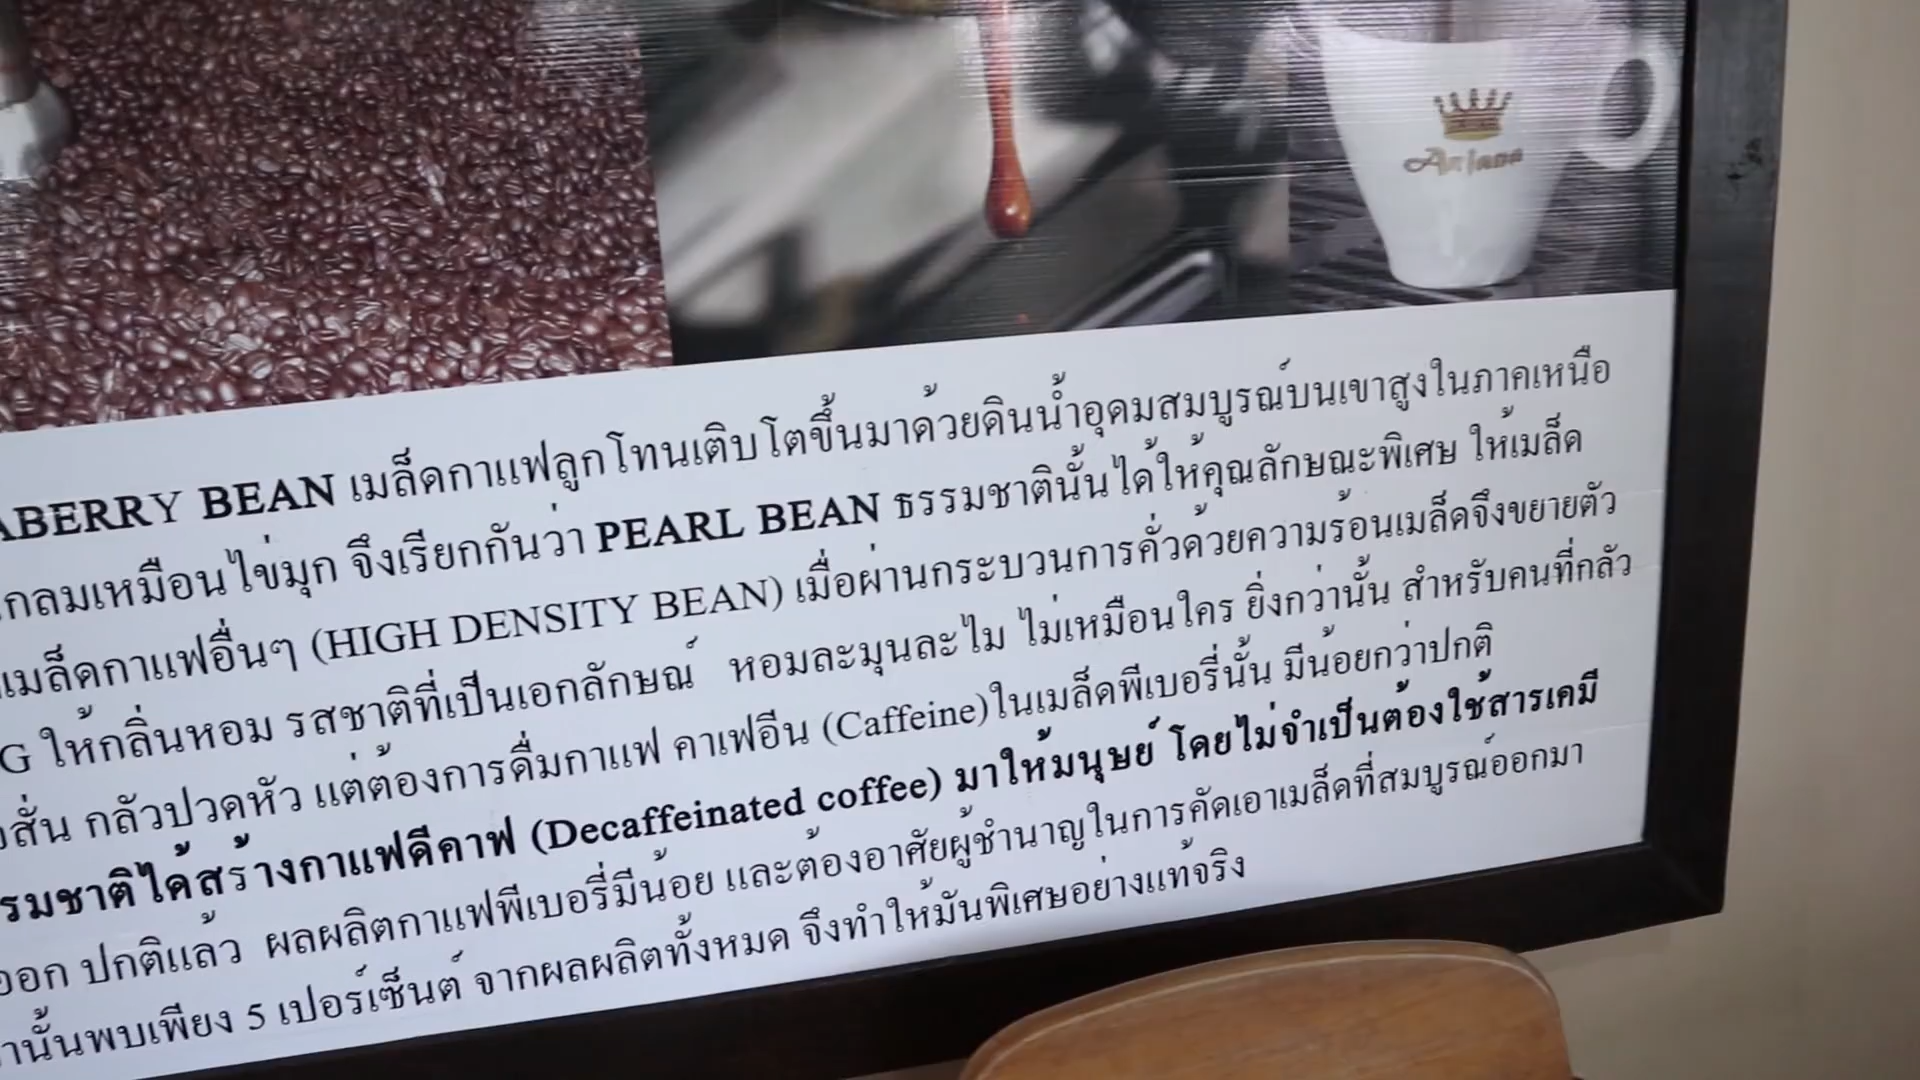 Ariana
ABERRY BEAN เมล็ดกาแฟลูกโทนเติบโตขึ้นมาด้วยดินน้ำอุดมสมบูรณ์บนเขาสูงในภาคเหนือ
กลมเหมือนไข่มุก จึงเรียกกันว่า PEARL BEAN ธรรมชาตินั้นได้ให้คุณลักษณะพิเศษ ให้เมล็ด
เมล็ดกาแฟอื่นๆ (HIGH DENSITY BEAN) เมื่อผ่านกระบวนการคั่วด้วยความร้อนเมล็ดจึงขยายตัว
G ให้กลิ่นหอม รสชาติที่เป็นเอกลักษณ์ หอมละมุนละไม ไม่เหมือนใคร ยิ่งกว่านั้น สำหรับคนที่กลัว
สั่น กลัวปวดหัว แต่ต้องการดื่มกาแฟ คาเฟอีน (Caffeine)ในเมล็ดพีเบอรี่นั้น มีน้อยกว่าปกติ
รมชาติได้สร้างกาแฟดีคาฟ (Decaffeinated coffee) มาให้มนุษย์ โดยไม่จำเป็นต้องใช้สารเคมี
ออก ปกติแล้ว ผลผลิตกาแฟพีเบอรี่มีน้อย และต้องอาศัยผู้ชำนาญในการคัดเอาเมล็ดที่สมบูรณ์ออกมา
านั้นพบเพียง 5 เปอร์เซ็นต์ จากผลผลิตทั้งหมด จึงทำให้มันพิเศษอย่างแท้จริง